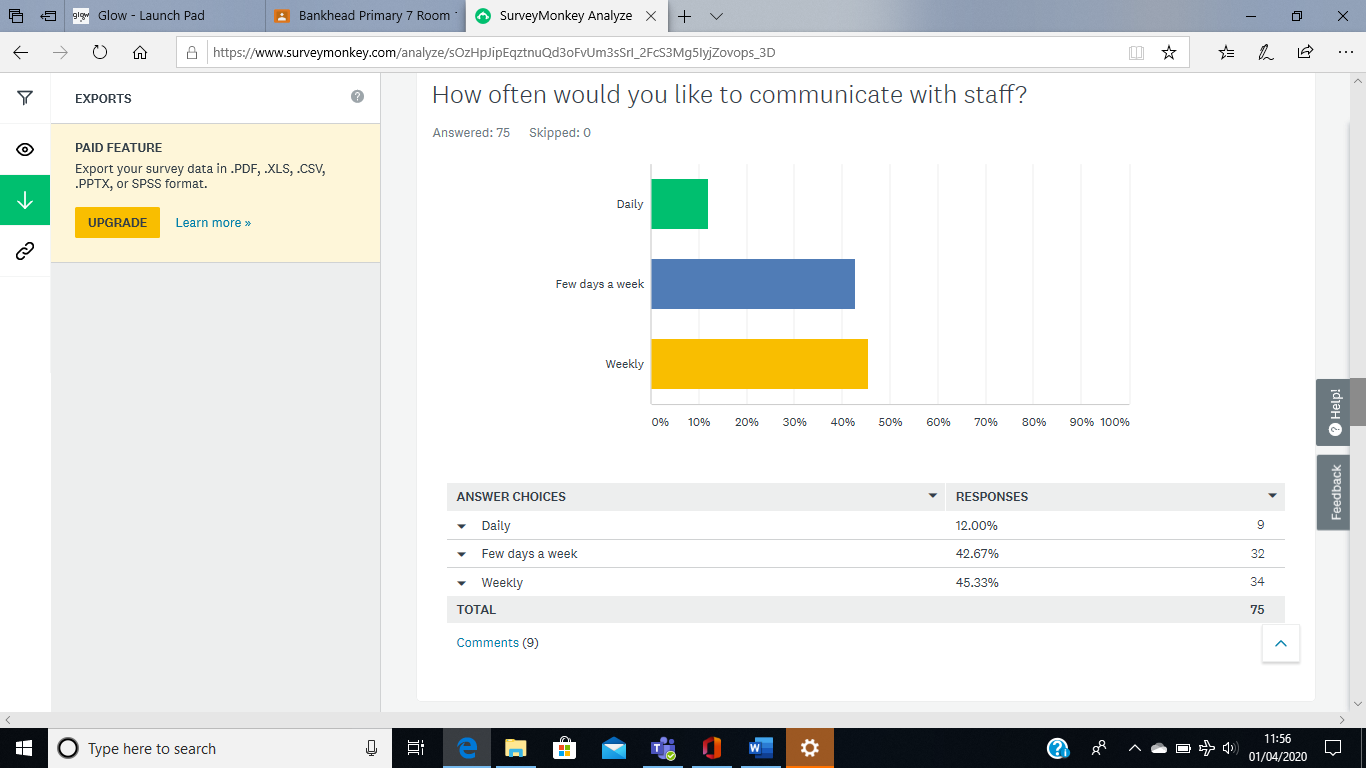 Glow - Launch Pad
Bankhead Primary 7 Room
SurveyMonkey Analyze
https://www.surveymonkey.com/analyze/sOzHpJipEqztnuQd3oFvUm3sSrI_2FcS3Mg5IyjZovops_3D
EXPORTS
PAID FEATURE
Export your survey data in .PDF, .XLS, .CSV,
.PPTX, or SPSS format.
UPGRADE Learn more »
How often would you like to communicate with staff?
Answered: 75 Skipped: 0
Daily
Few days a week
Weekly
0% 10% 20% 30% 40% 50% 60% 70% 80% 90% 100%
ANSWER CHOICES RESPONSES
Daily 12.00% 9
Few days a week 42.67% 32
Weekly 45.33% 34
TOTAL 75
Comments (9)
Help!
Feedback
Type here to search
11:56
01/04/2020